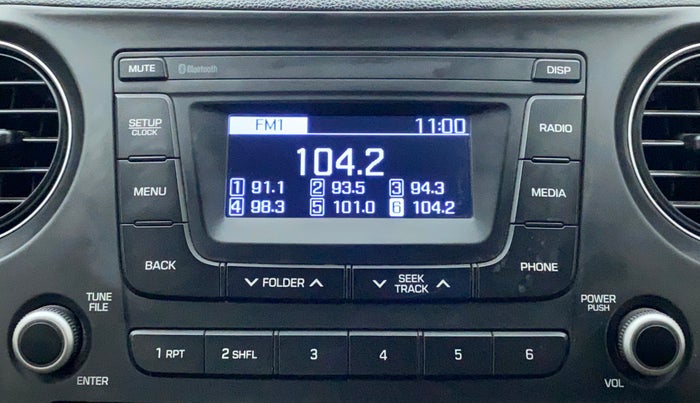 MUTE Bluetooth DISP
SETUP
CLOCK
FM1 11:00
RADIO
104.2
MENU
1 91.1 2 93.5 3 94.3
MEDIA
4 98.3 5 101.0 6 104.2
BACK
FOLDER
SEEK
TRACK
PHONE
TUNE
FILE
POWER
PUSH
1 RPT 2 SHFL 3 4 5 6
ENTER
VOL